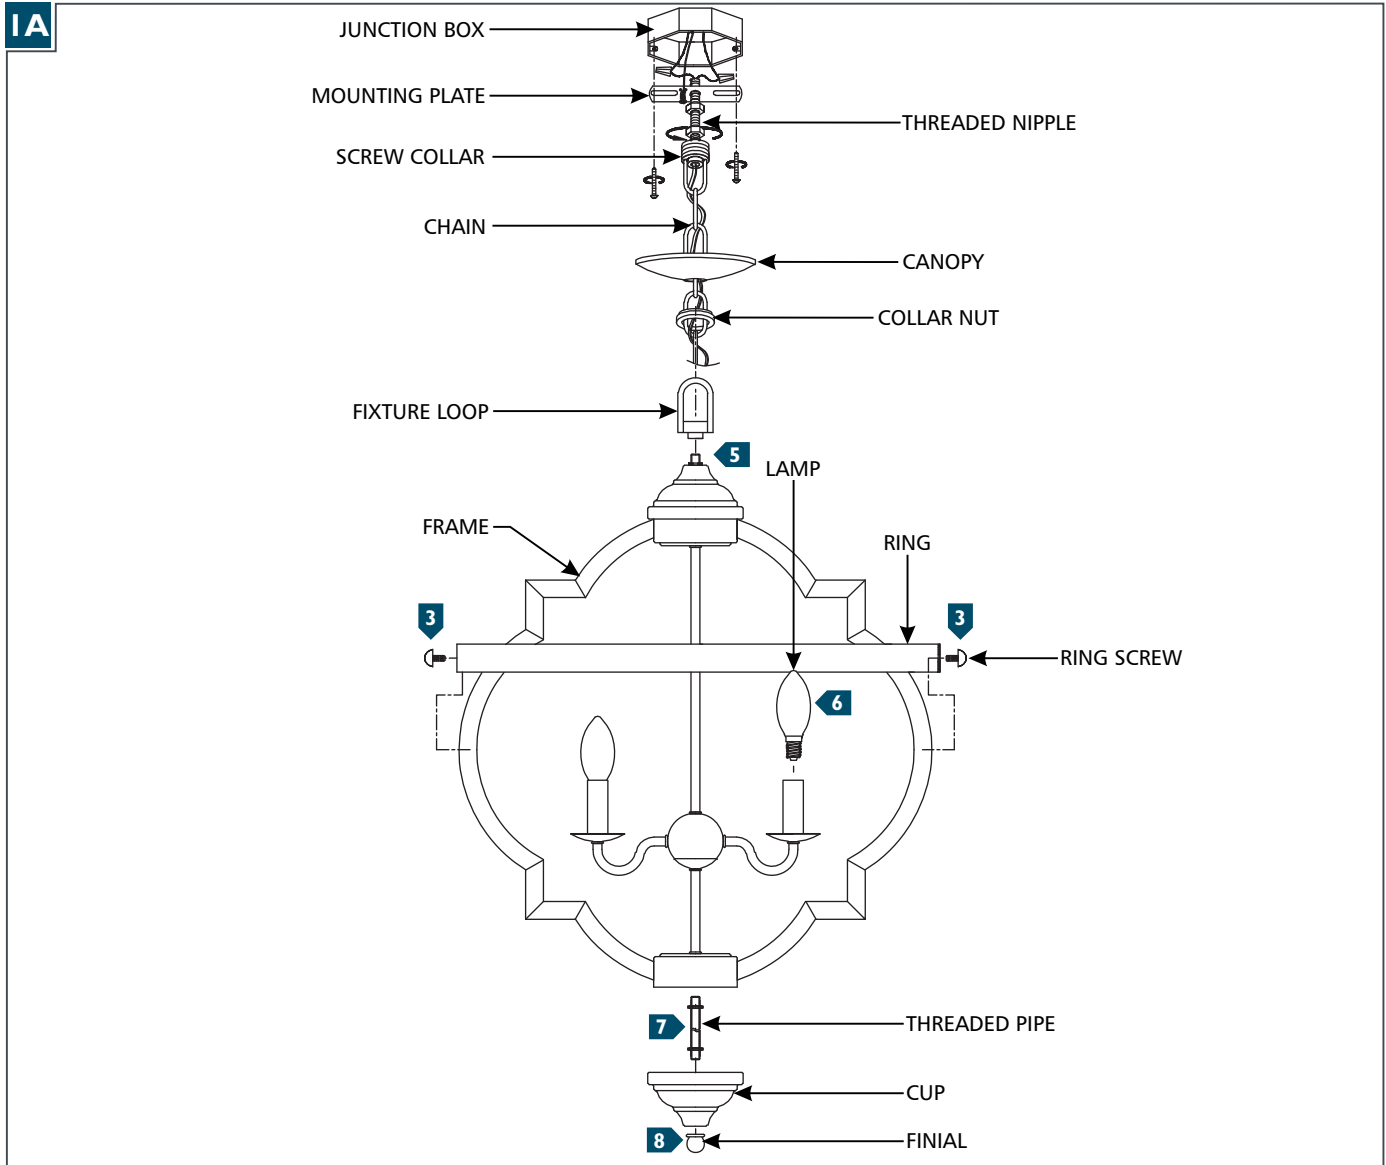 1A
JUNCTION BOX
MOUNTING PLATE
THREADED NIPPLE
SCREW COLLAR
CHAIN
CANOPY
COLLAR NUT
FIXTURE LOOP
5
LAMP
FRAME
RING
3
3
RING SCREW
6
7
THREADED PIPE
CUP
8
FINIAL